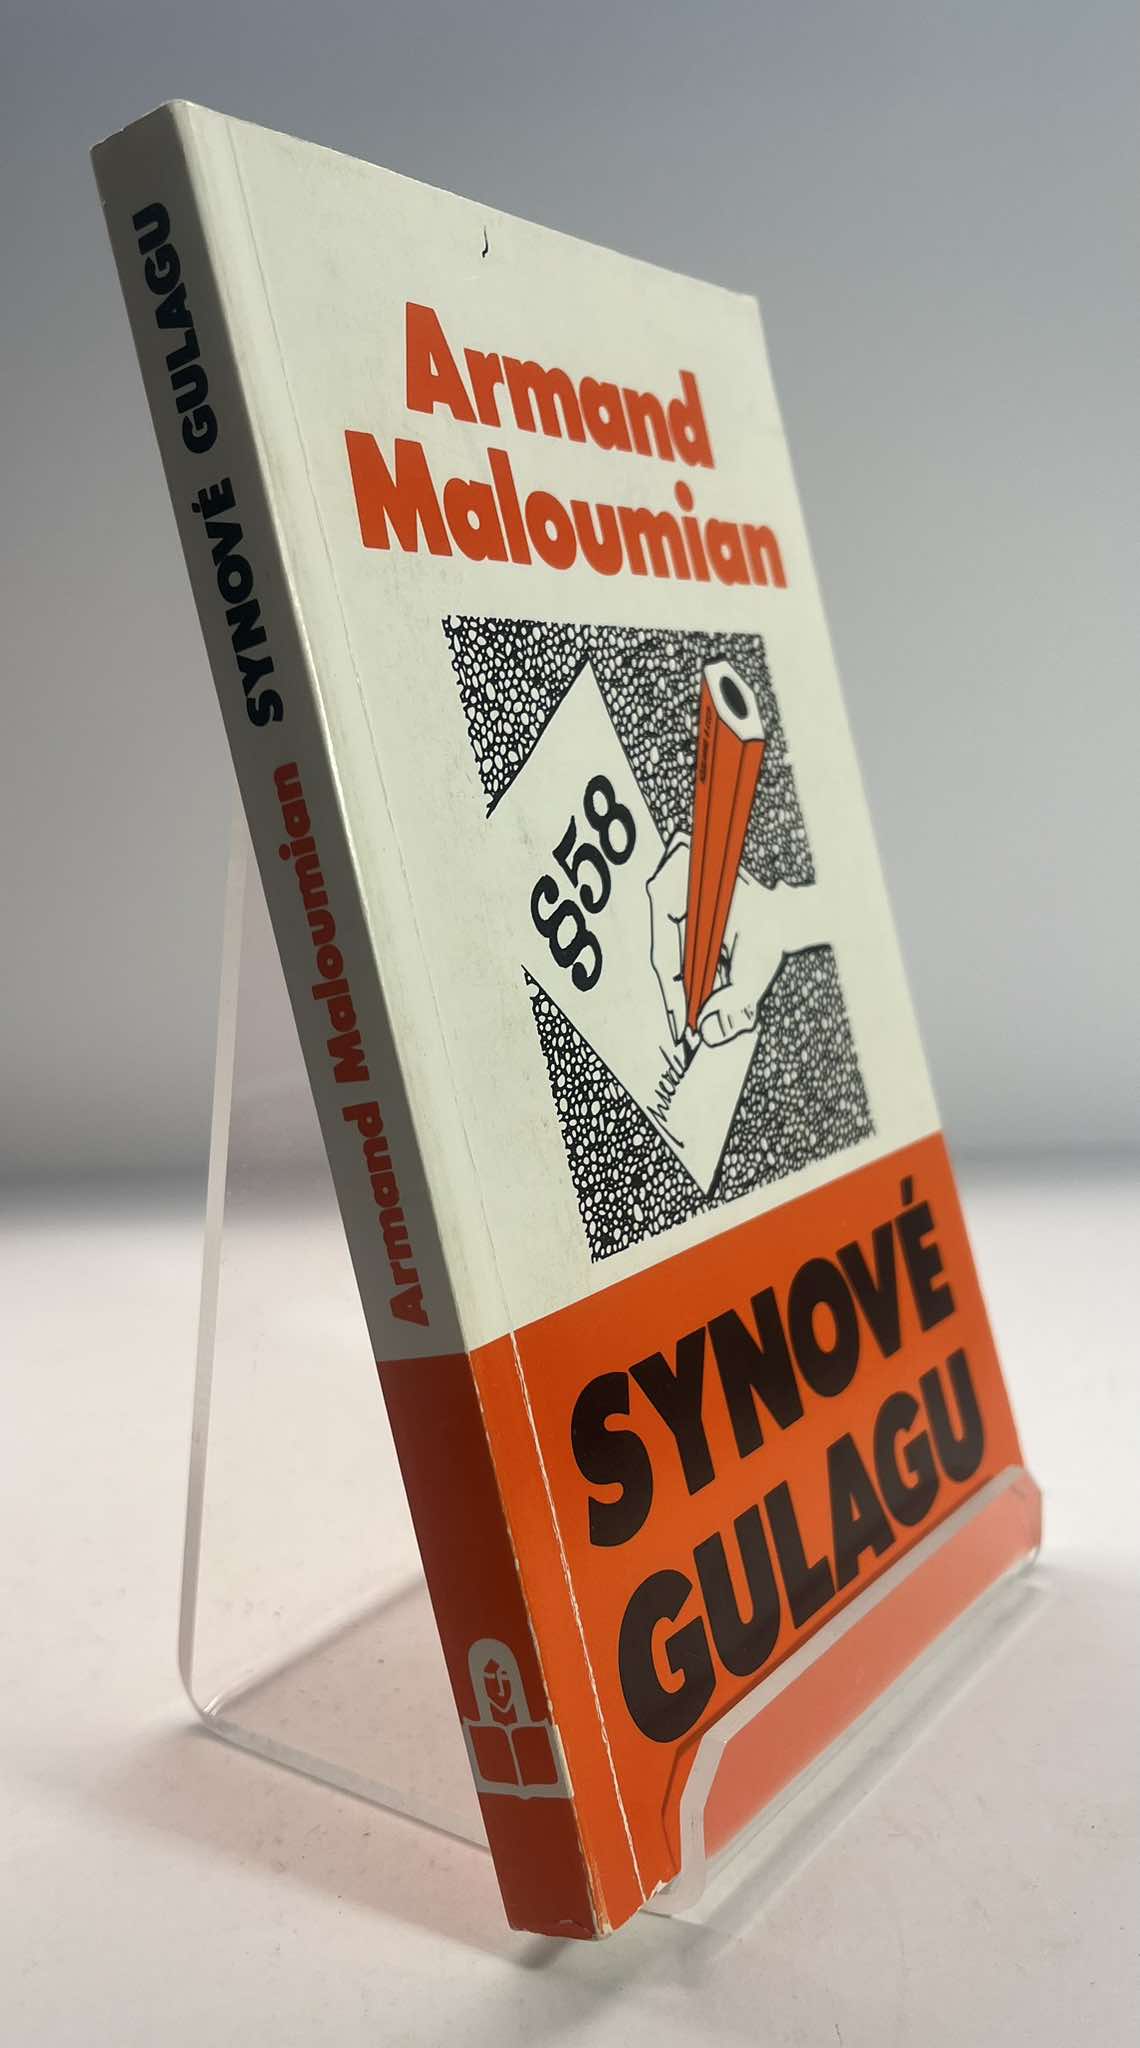 Armand
Maloumian
§58
SYNOVÉ
GULAGU
Armand Maloumian SYNOVÉ GULAGU